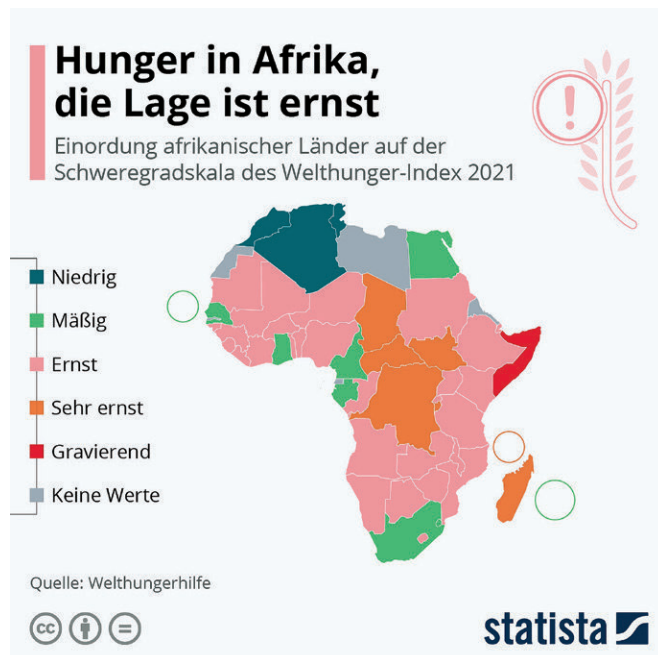 Hunger in Afrika,
die Lage ist ernst
Einordung afrikanischer Länder auf der
Schweregradskala des Welthunger-Index 2021
Niedrig
Mäßig
Ernst
Sehr ernst
Gravierend
Keine Werte
Quelle: Welthungerhilfe
cc
statista